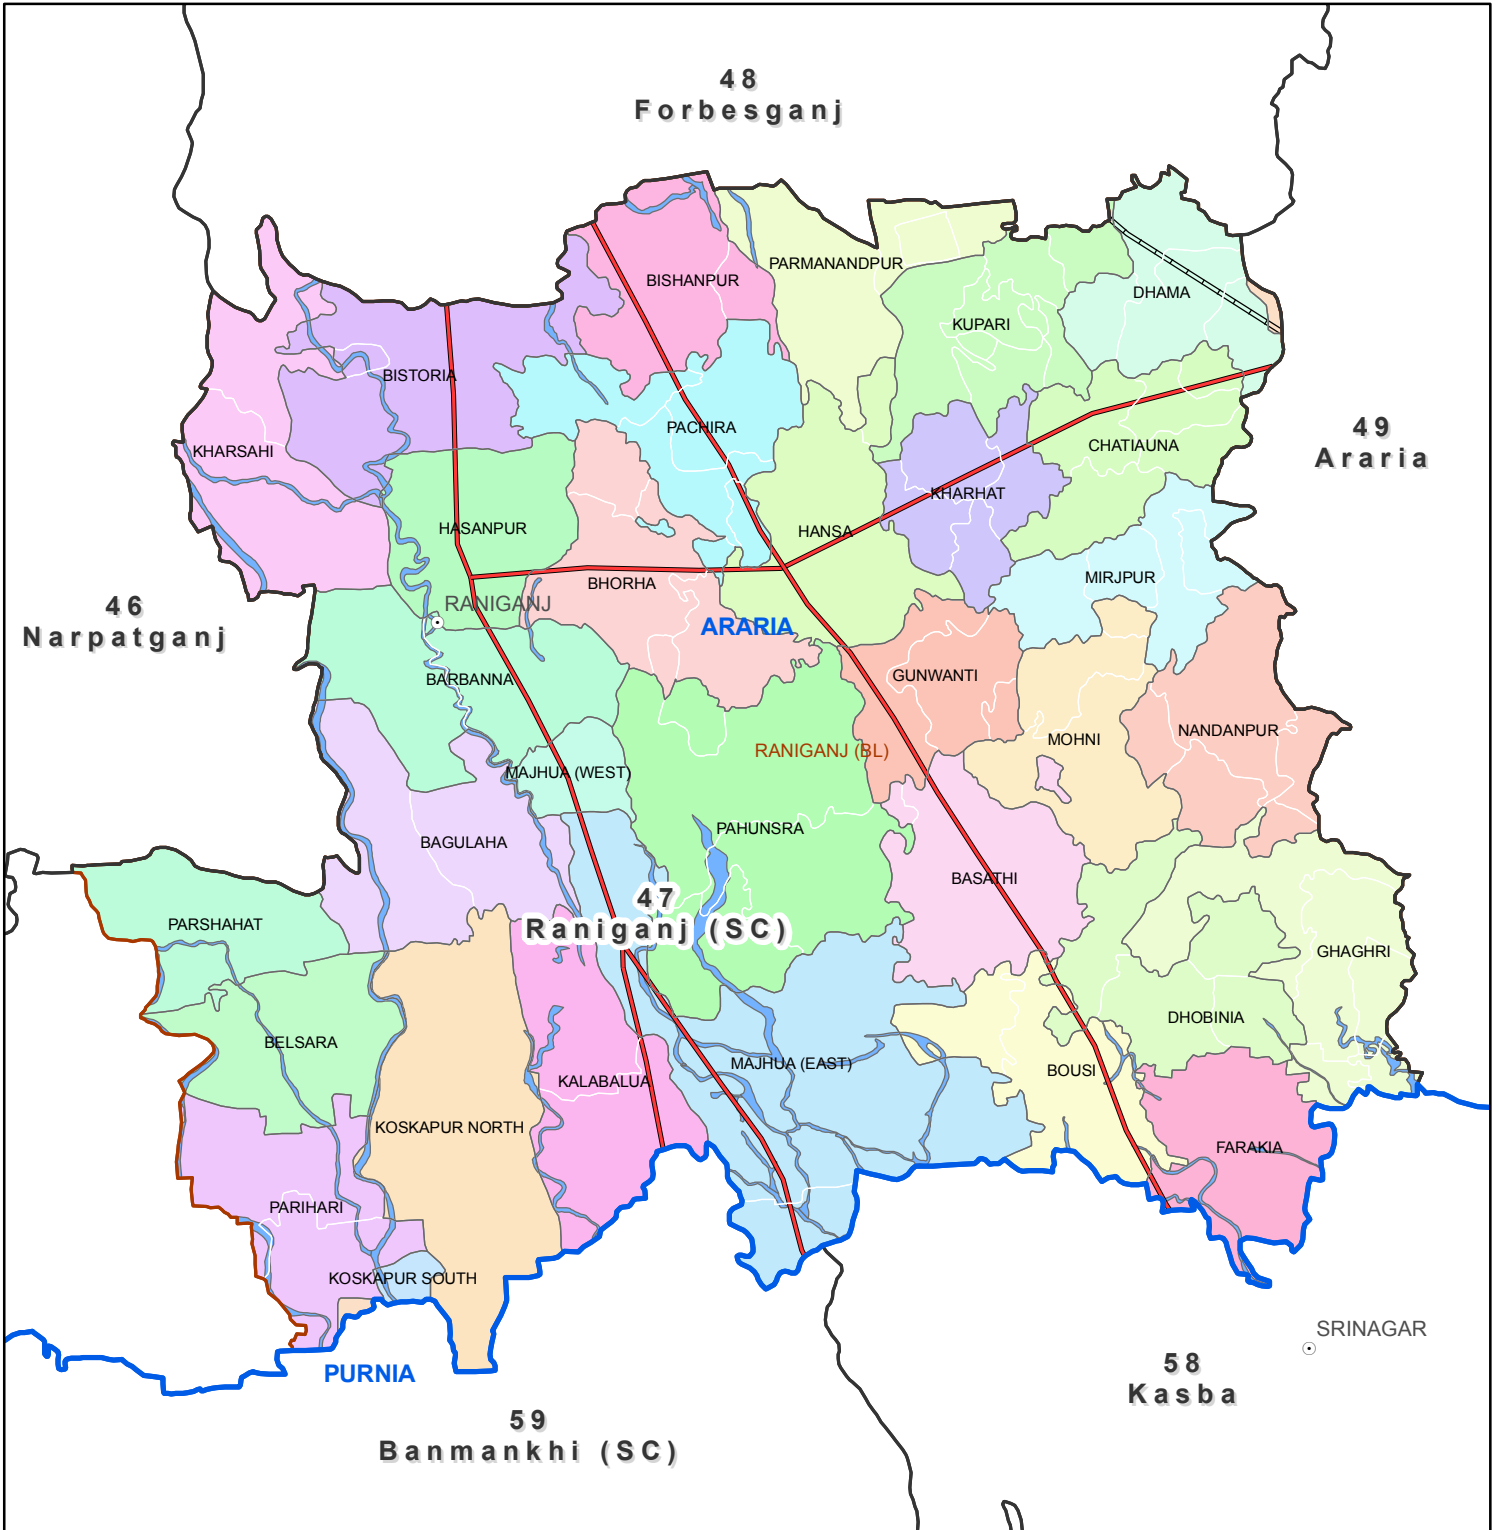 48
Forbesganj
BISHANPUR
PARMANANDPUR
DHAMA
KUPARI
BISTORIA
PACHIRA
49
Araria
CHATIAUNA
KHARSAHI
KHARHAT
HASANPUR
HANSA
BHORHA
MIRJPUR
46
Narpatganj
RANIGANJ
ARARIA
BARBANNA
GUNWANTI
NANDANPUR
MOHNI
RANIGANJ (BL)
MAJHUA (WEST)
PAHUNSRA
BAGULAHA
BASATHI
47
Raniganj (SC)
PARSHAHAT
GHAGHRI
DHOBINIA
BELSARA
MAJHUA (EAST)
BOUSI
KALABALUA
KOSKAPUR NORTH
FARAKIA
PARIHARI
KOSKAPUR SOUTH
SRINAGAR
PURNIA
58
Kasba
59
Banmankhi (SC)